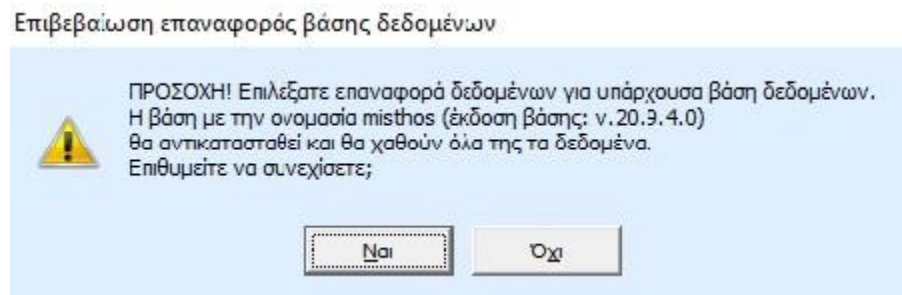 Επιβεβαίωση επαναφοράς βάσης δεδομένων
ΠΡΟΣΟΧΗ! Επιλεξατε επαναφορά δεδομένων για υπάρχουσα βάση δεδομένων.
Η βάση με την ονομασία misthos (έκδοση βάσης: v.20.9.4.0)
θα αντικατασταθεί και θα χαθούν όλα της τα δεδομένα.
Επιθυμείτε να συνεχίσετε;
Ναι
Όχι